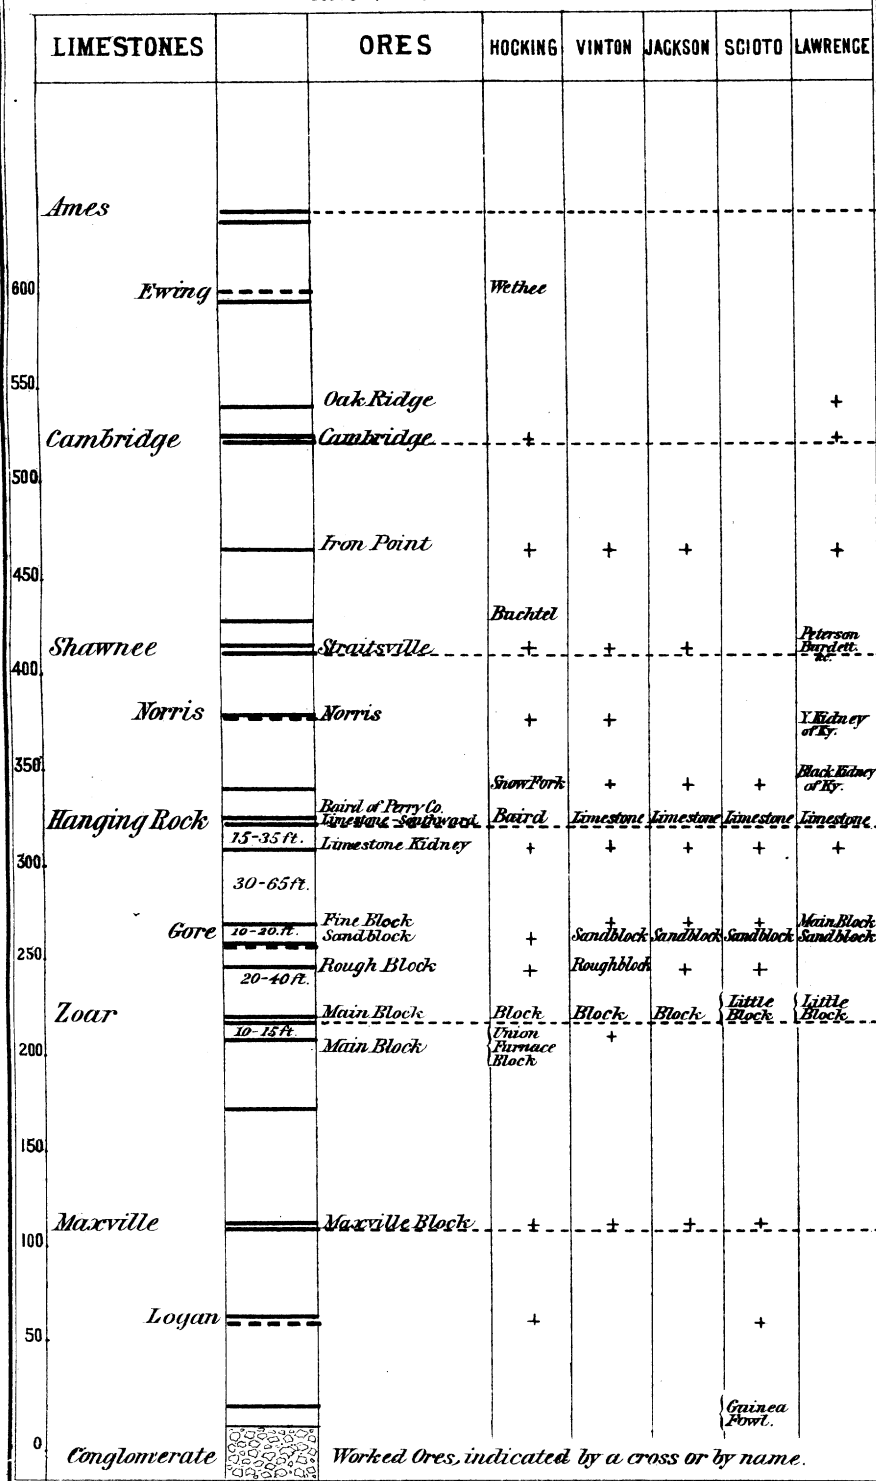 LIMESTONES ORES HOCKING VINTON JACKSON SCIOTO LAWRENCE
Ames
600 Ewing Wethee
550
Oak Ridge +
Cambridge Cambridge + +
500
Iron Point + + + +
450
Buchtel
Peterson
Shawnee Straitsville + + + Burdett.
&c.
400
Norris Norris + + Y. Kidney
of Ky.
350
Snow Fork + + + Black Kidney
of Ky.
Baird of Perry Co.
Hanging Rock Limestone Southward Baird Limestone Limestone Limestone Limestone
15-35 ft. Limestone Kidney + + + + +
300
30-65 ft.
Fine Block + + + Main Block
Gore 10-20 ft. Sandblock + Sandblock Sandblock Sandblock Sandblock
250
Rough Block + Roughblock + +
20-40 ft.
Little Little
Zoar Main Block Block Block Block Block Block
10-15 ft. Union +
Main Block Furnace
200 Block
150
Maxville Maxville Block + + + +
100
Logan + +
50
Guinea
Fowl.
0
Conglomerate Worked Ores, indicated by a cross or by name.